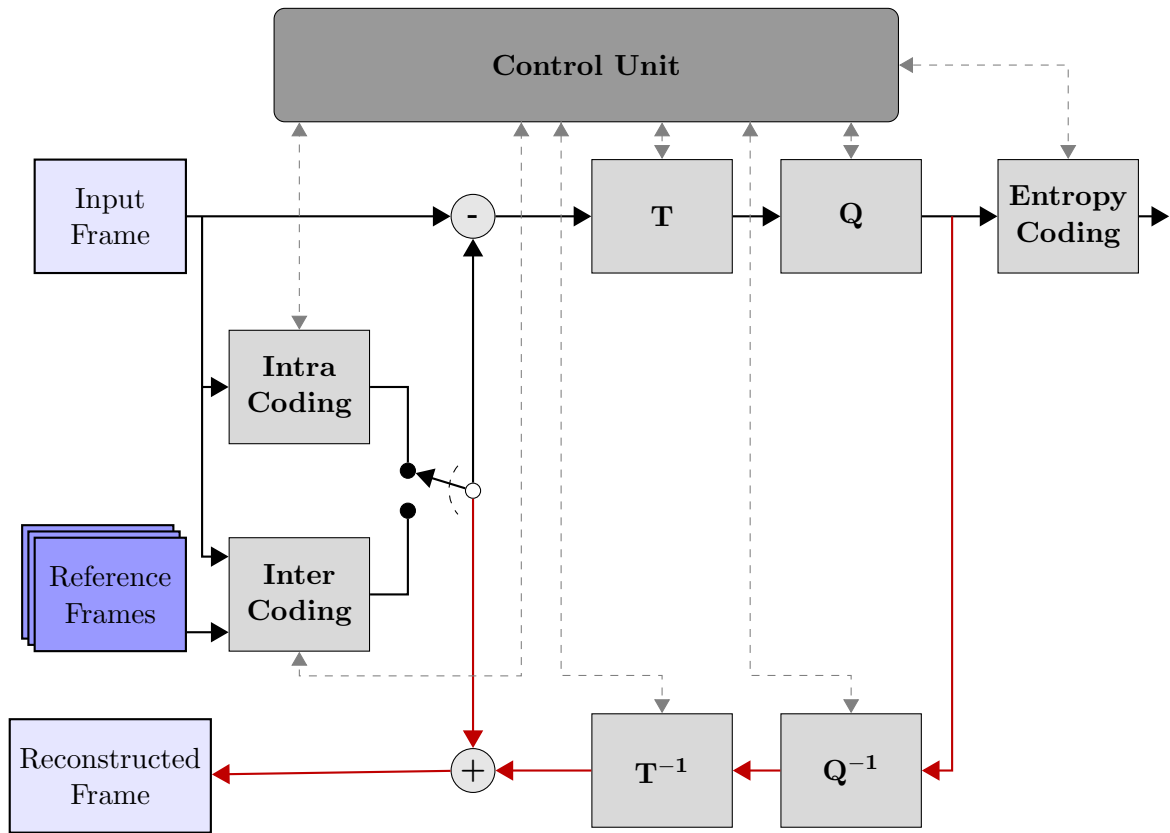 Control Unit
Input
Frame
-
T
Q
Entropy
Coding
Intra
Coding
Inter
Coding
Reference
Frames
Reconstructed
Frame
+
T⁻¹
Q⁻¹